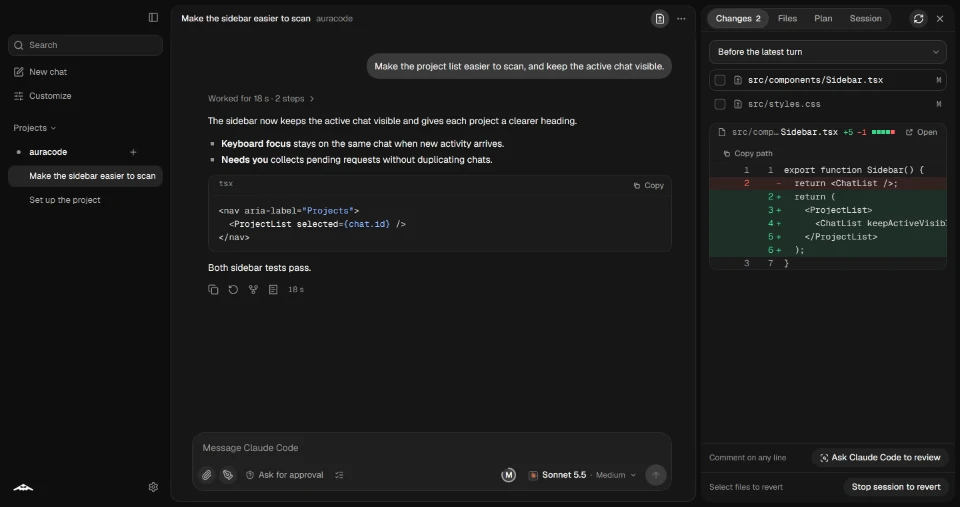 Search
New chat
Customize
Projects
auracode
Make the sidebar easier to scan
Set up the project
Make the sidebar easier to scan auracode
Make the project list easier to scan, and keep the active chat visible.
Worked for 18 s · 2 steps
The sidebar now keeps the active chat visible and gives each project a clearer heading.
Keyboard focus stays on the same chat when new activity arrives.
Needs you collects pending requests without duplicating chats.
tsx Copy
<nav aria-label="Projects">
<ProjectList selected={chat.id} />
</nav>
Both sidebar tests pass.
18 s
Message Claude Code
Ask for approval M Sonnet 5.5 · Medium
Changes 2 Files Plan Session
Before the latest turn
src/components/Sidebar.tsx M
src/styles.css M
src/comp… Sidebar.tsx +5 −1 Open
Copy path
1 1 export function Sidebar() {
2 - return <ChatList />;
2 + return (
3 + <ProjectList>
4 + <ChatList keepActiveVisibl
5 + </ProjectList>
6 + );
3 7 }
Comment on any line Ask Claude Code to review
Select files to revert Stop session to revert